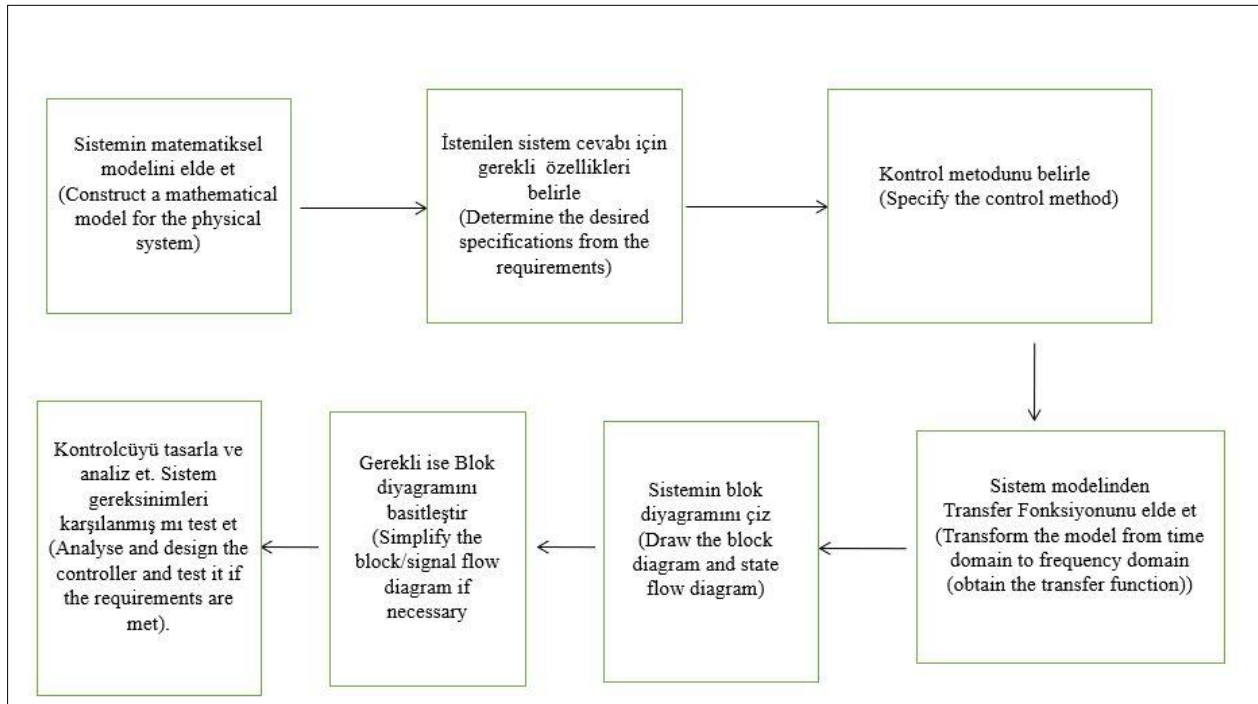 Sistemin matematiksel
modelini elde et
(Construct a mathematical
model for the physical
system)
İstenilen sistem cevabı için
gerekli özellikleri
belirle
(Determine the desired
specifications from the
requirements)
Kontrol metodunu belirle
(Specify the control method)
Sistem modelinden
Transfer Fonksiyonunu elde et
(Transform the model from time
domain to frequency domain
(obtain the transfer function))
Sistemin blok
diyagramını çiz
(Draw the block
diagram and state
flow diagram)
Gerekli ise Blok
diyagramını
basitleştir
(Simplify the
block/signal flow
diagram if
necessary
Kontrolcüyü tasarla ve
analiz et. Sistem
gereksinimleri
karşılanmış mı test et
(Analyse and design the
controller and test it if
the requirements are
met).